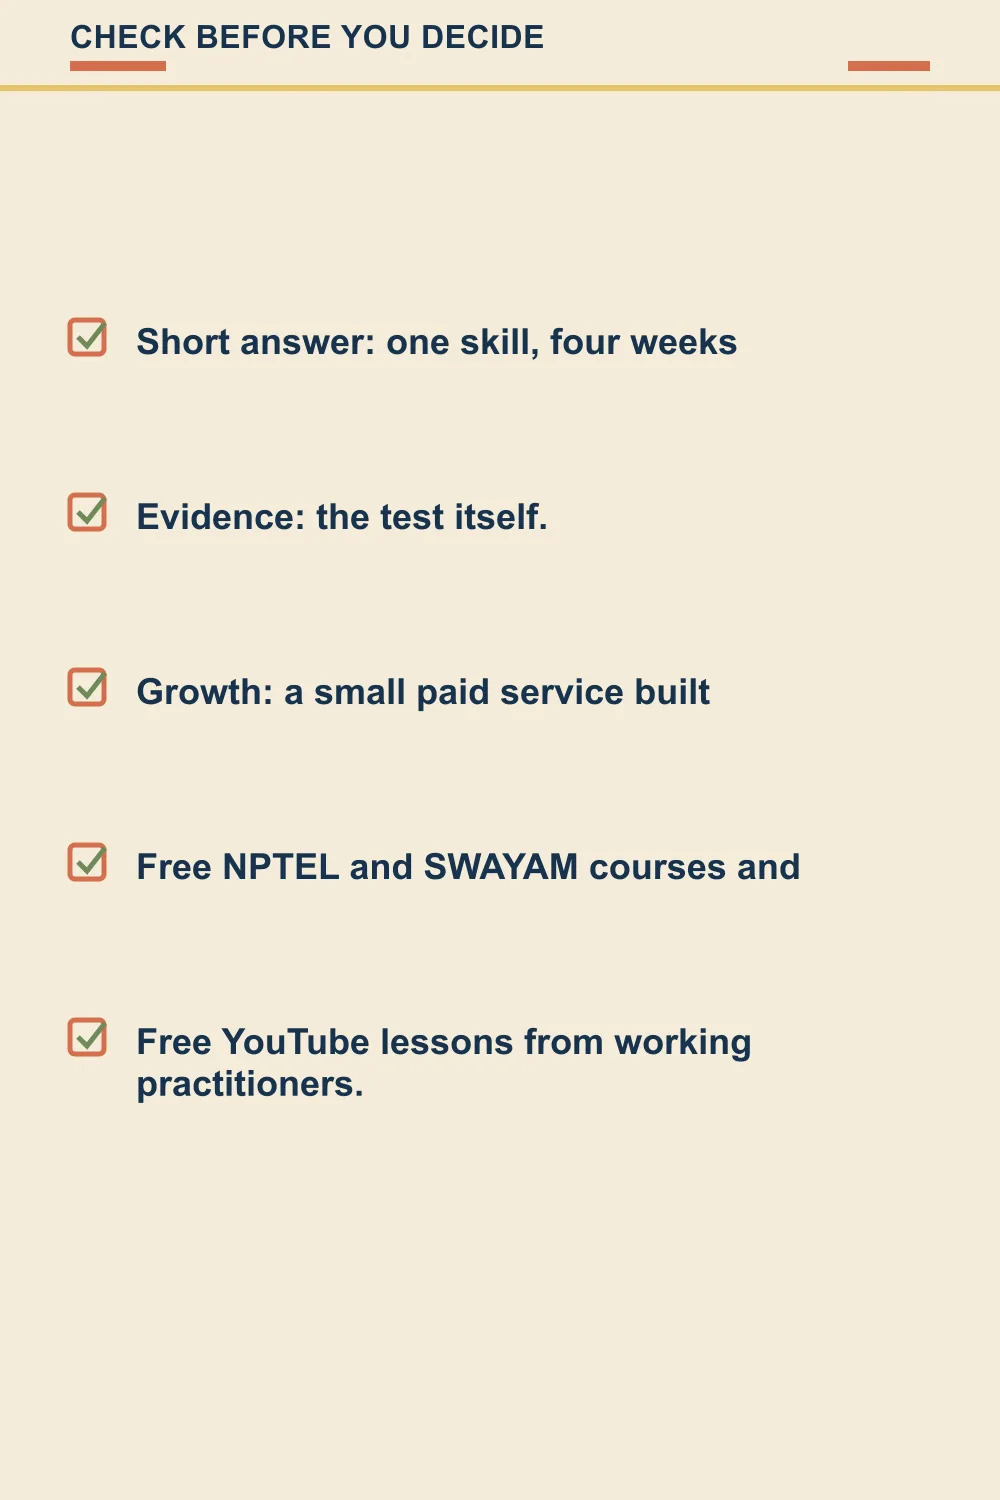 CHECK BEFORE YOU DECIDE
Short answer: one skill, four weeks
Evidence: the test itself.
Growth: a small paid service built
Free NPTEL and SWAYAM courses and
Free YouTube lessons from working
practitioners.